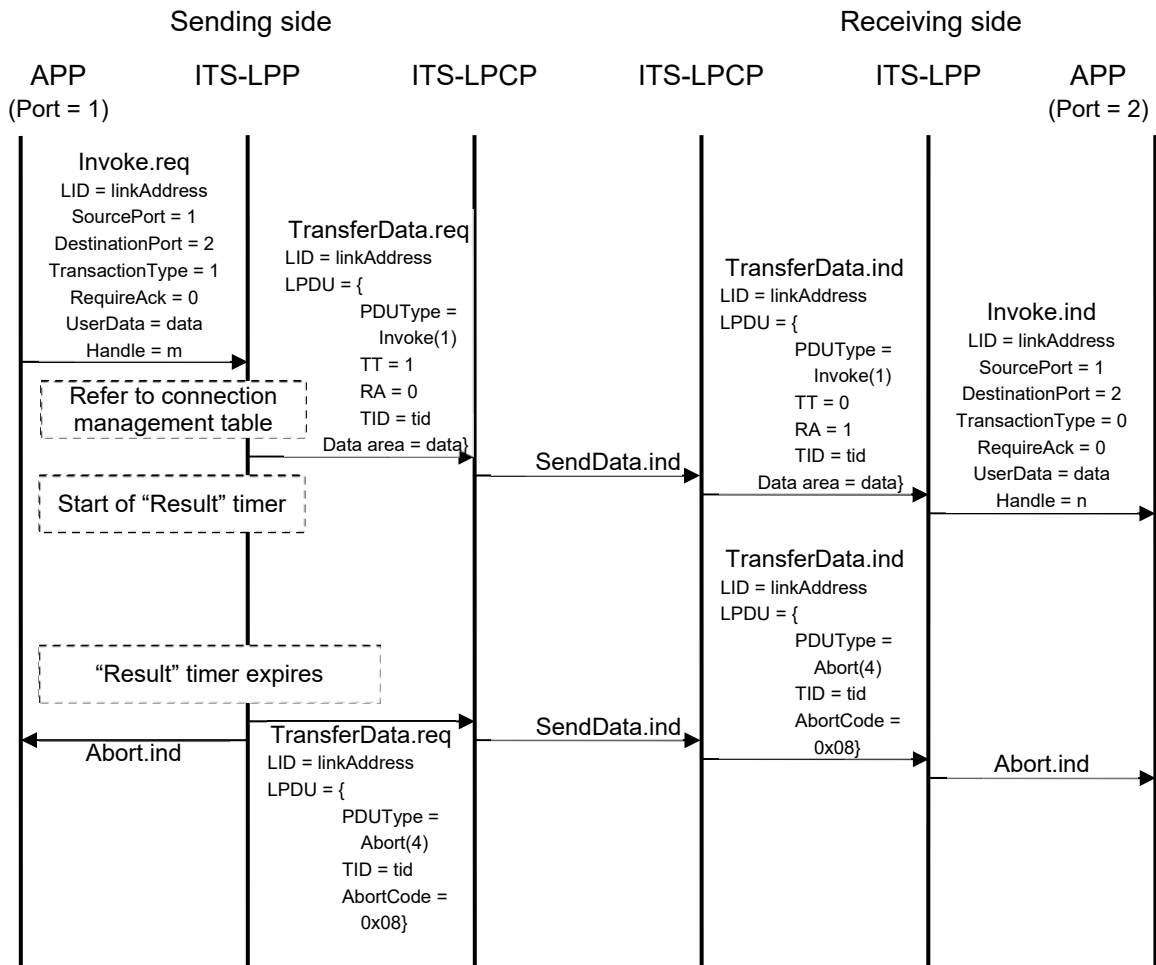 Sending side
Receiving side
APP
(Port = 1)
ITS-LPP
ITS-LPCP
ITS-LPCP
ITS-LPP
APP
(Port = 2)
Invoke.req
LID = linkAddress
SourcePort = 1
DestinationPort = 2
TransactionType = 1
RequireAck = 0
UserData = data
Handle = m
Refer to connection
management table
Start of “Result” timer
TransferData.req
LID = linkAddress
LPDU = {
PDUType =
Invoke(1)
TT = 1
RA = 0
TID = tid
Data area = data}
SendData.ind
TransferData.ind
LID = linkAddress
LPDU = {
PDUType =
Invoke(1)
TT = 0
RA = 1
TID = tid
Data area = data}
Invoke.ind
LID = linkAddress
SourcePort = 1
DestinationPort = 2
TransactionType = 0
RequireAck = 0
UserData = data
Handle = n
“Result” timer expires
Abort.ind
TransferData.req
LID = linkAddress
LPDU = {
PDUType =
Abort(4)
TID = tid
AbortCode =
0x08}
SendData.ind
TransferData.ind
LID = linkAddress
LPDU = {
PDUType =
Abort(4)
TID = tid
AbortCode =
0x08}
Abort.ind